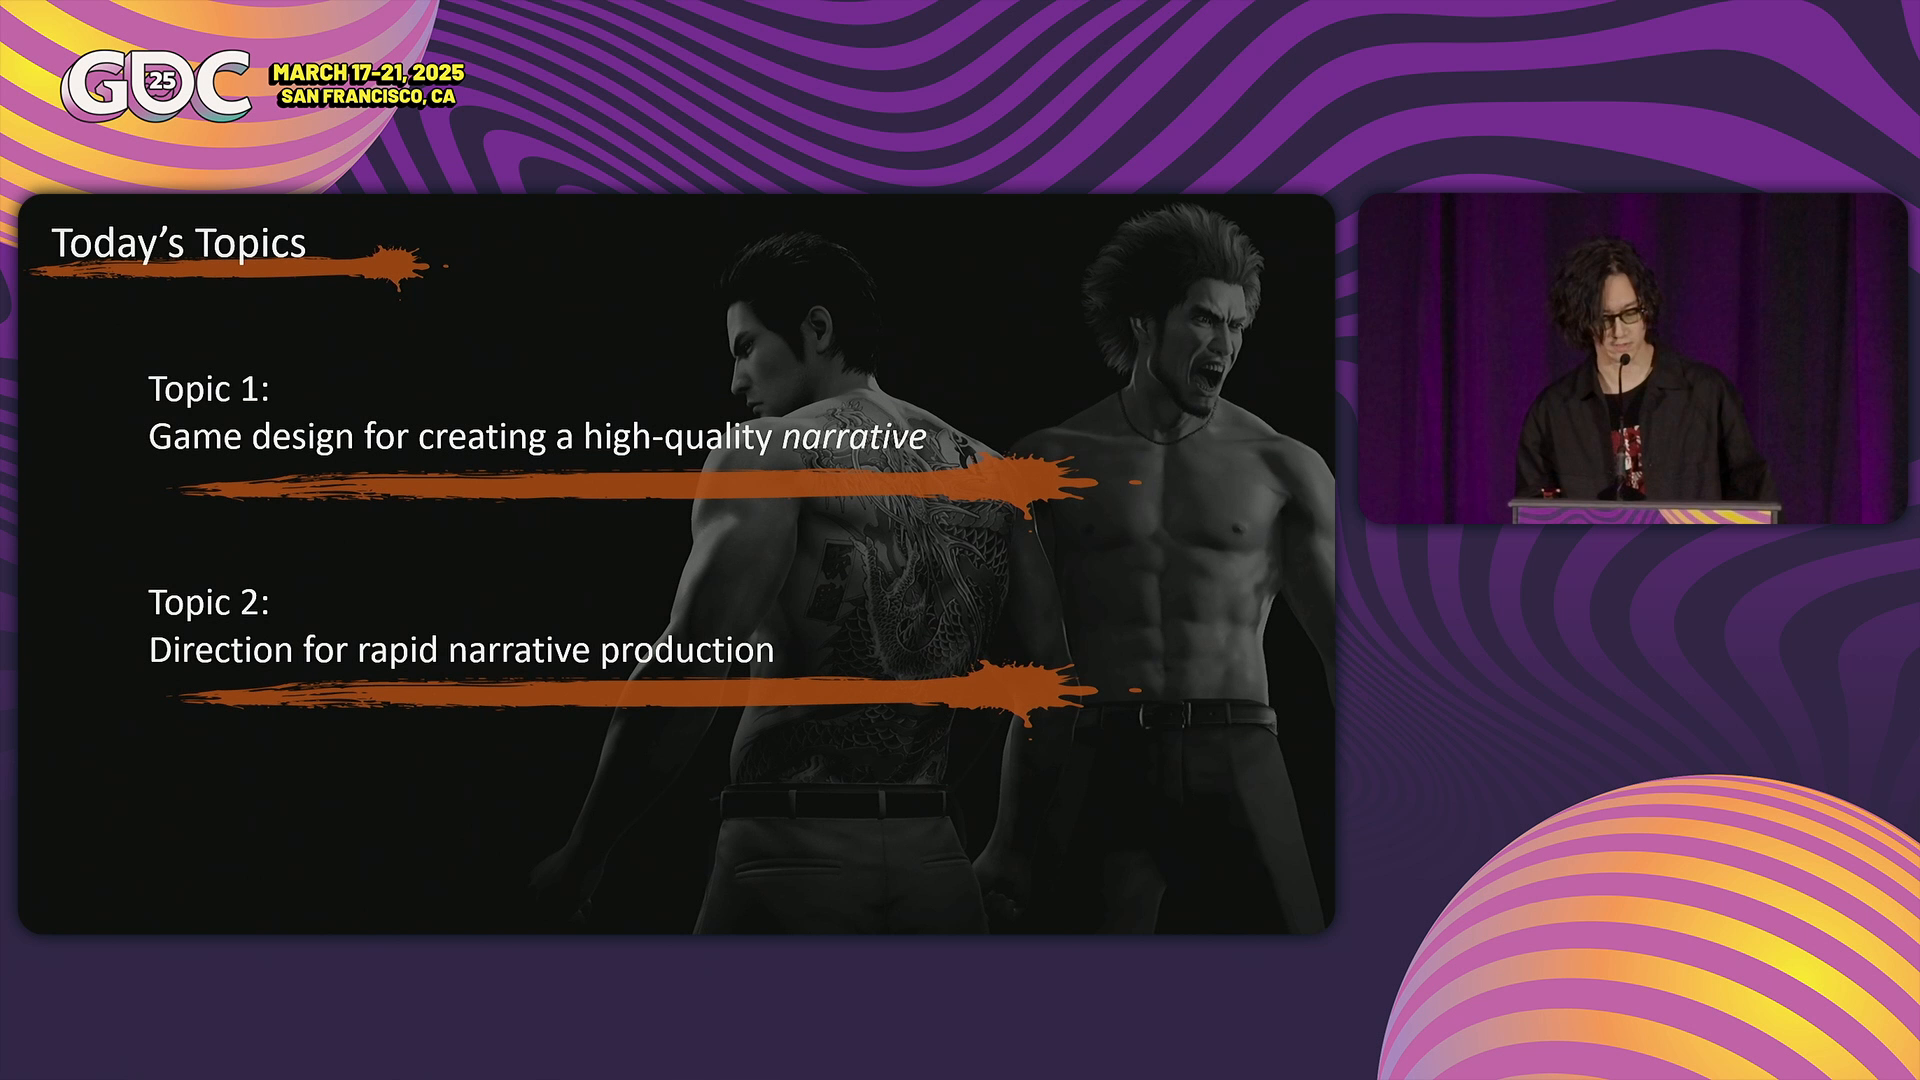 GDC
25
MARCH 17-21, 2025
SAN FRANCISCO, CA
Today’s Topics
Topic 1:
Game design for creating a high-quality narrative
Topic 2:
Direction for rapid narrative production